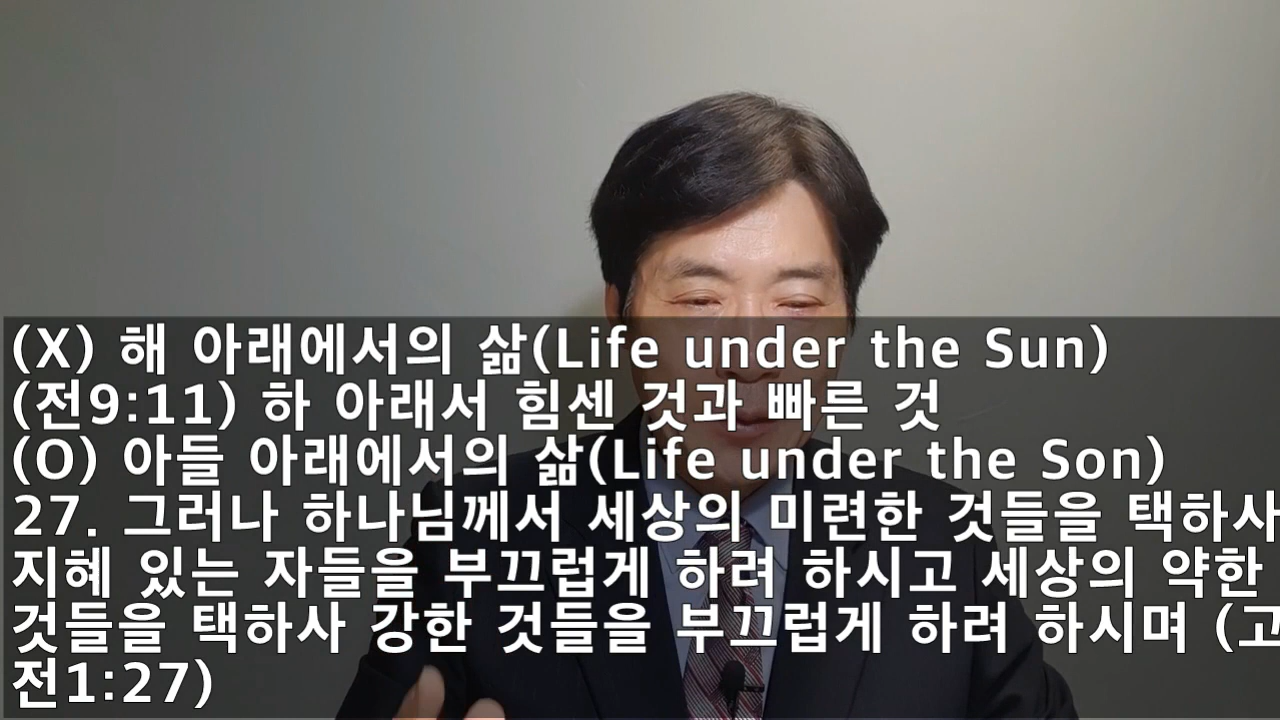 (X) 해 아래에서의 삶(Life under the Sun)
(전9:11) 하 아래서 힘센 것과 빠른 것
(O) 아들 아래에서의 삶(Life under the Son)
27. 그러나 하나님께서 세상의 미련한 것들을 택하사
지혜 있는 자들을 부끄럽게 하려 하시고 세상의 약한
것들을 택하사 강한 것들을 부끄럽게 하려 하시며 (고
전1:27)